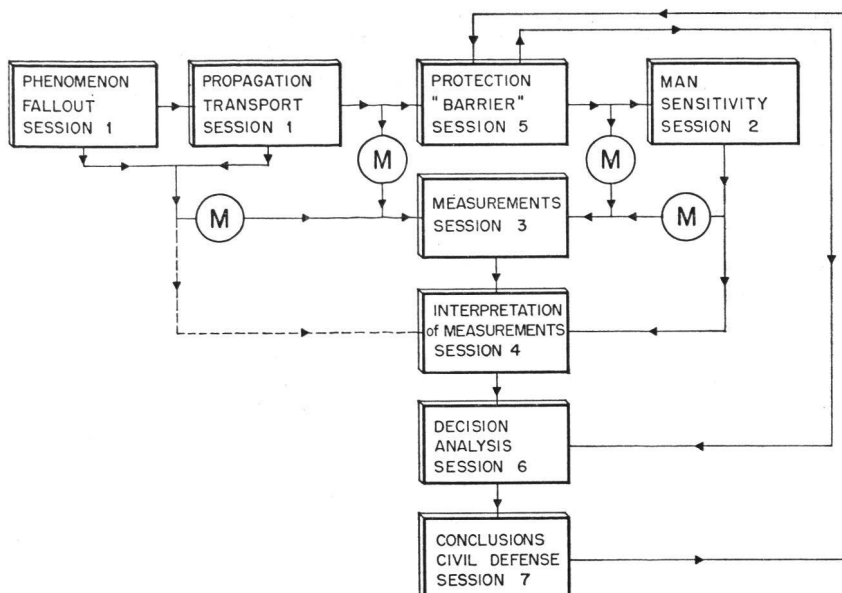 PHENOMENON
FALLOUT
SESSION 1
PROPAGATION
TRANSPORT
SESSION 1
PROTECTION
"BARRIER"
SESSION 5
MAN
SENSITIVITY
SESSION 2
M
M
M
M
MEASUREMENTS
SESSION 3
INTERPRETATION
of MEASUREMENTS
SESSION 4
DECISION
ANALYSIS
SESSION 6
CONCLUSIONS
CIVIL DEFENSE
SESSION 7